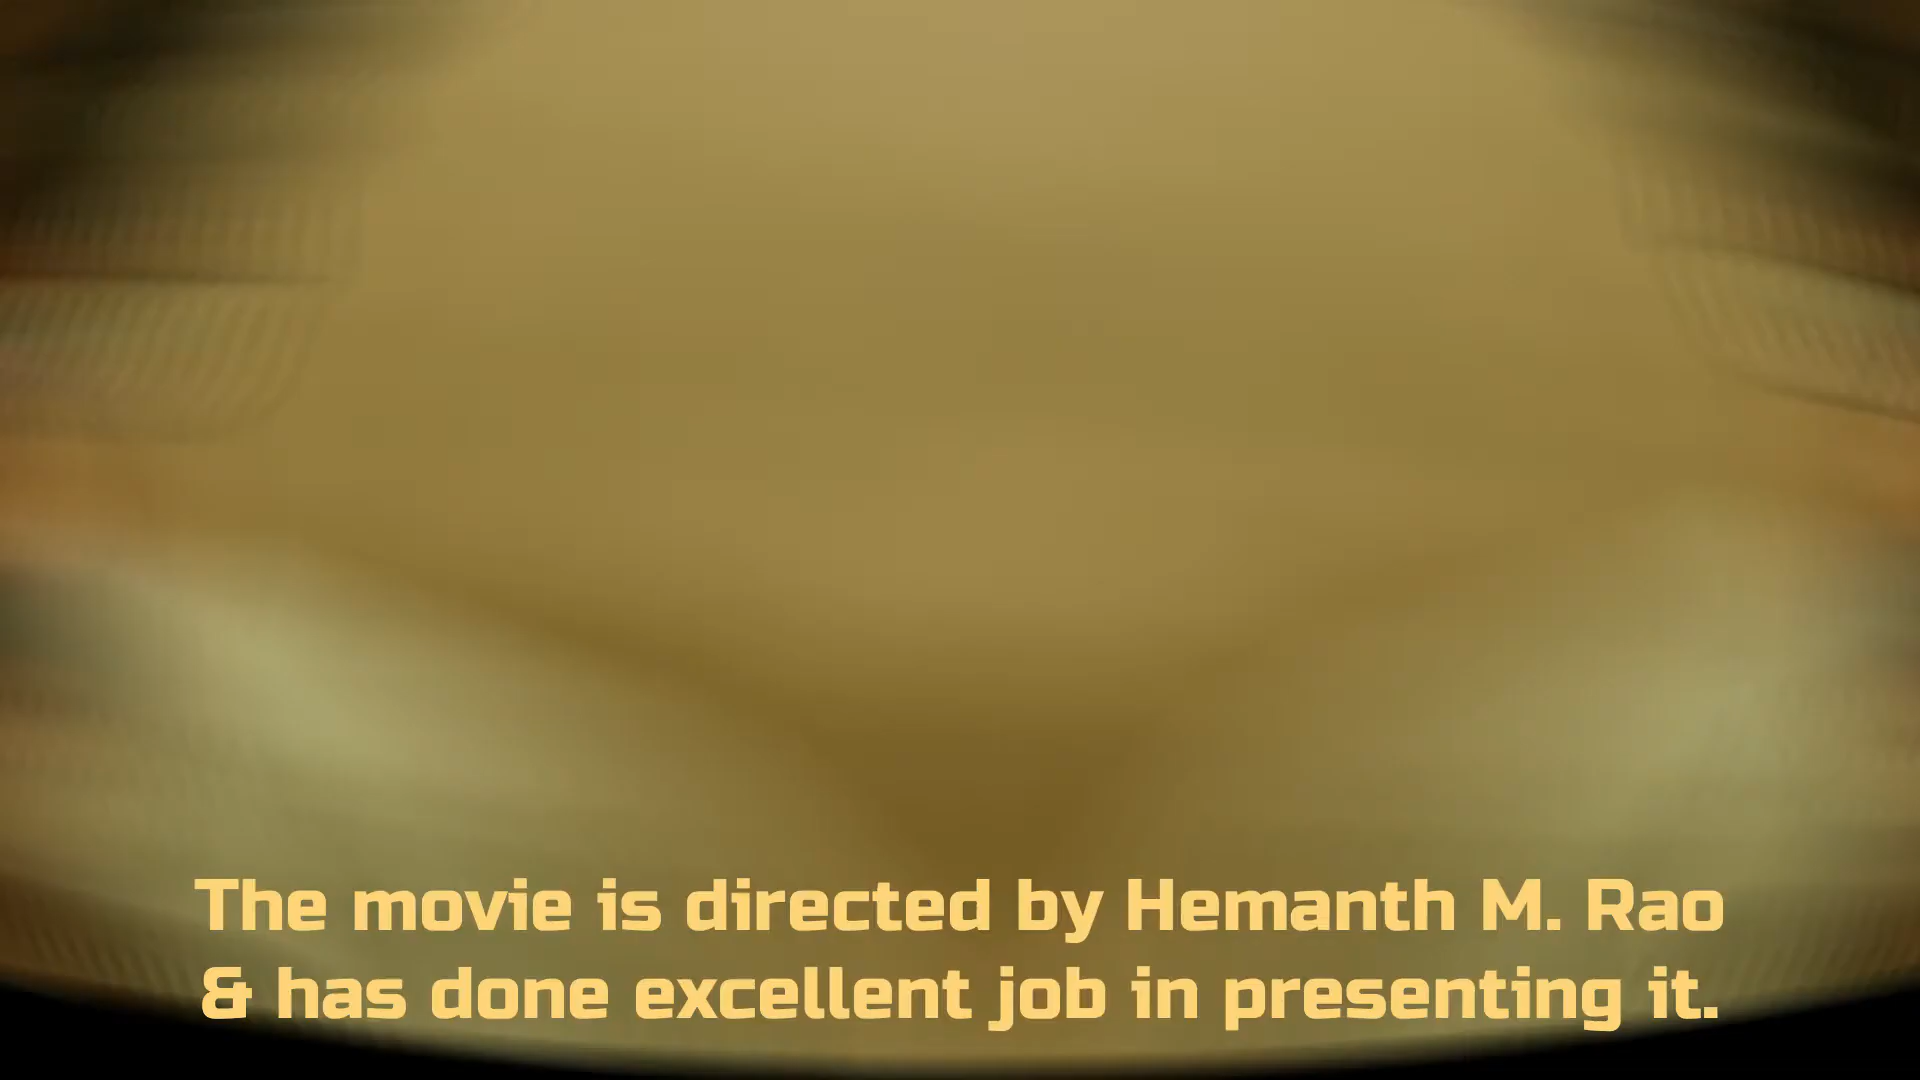 The movie is directed by Hemanth M. Rao
& has done excellent job in presenting it.